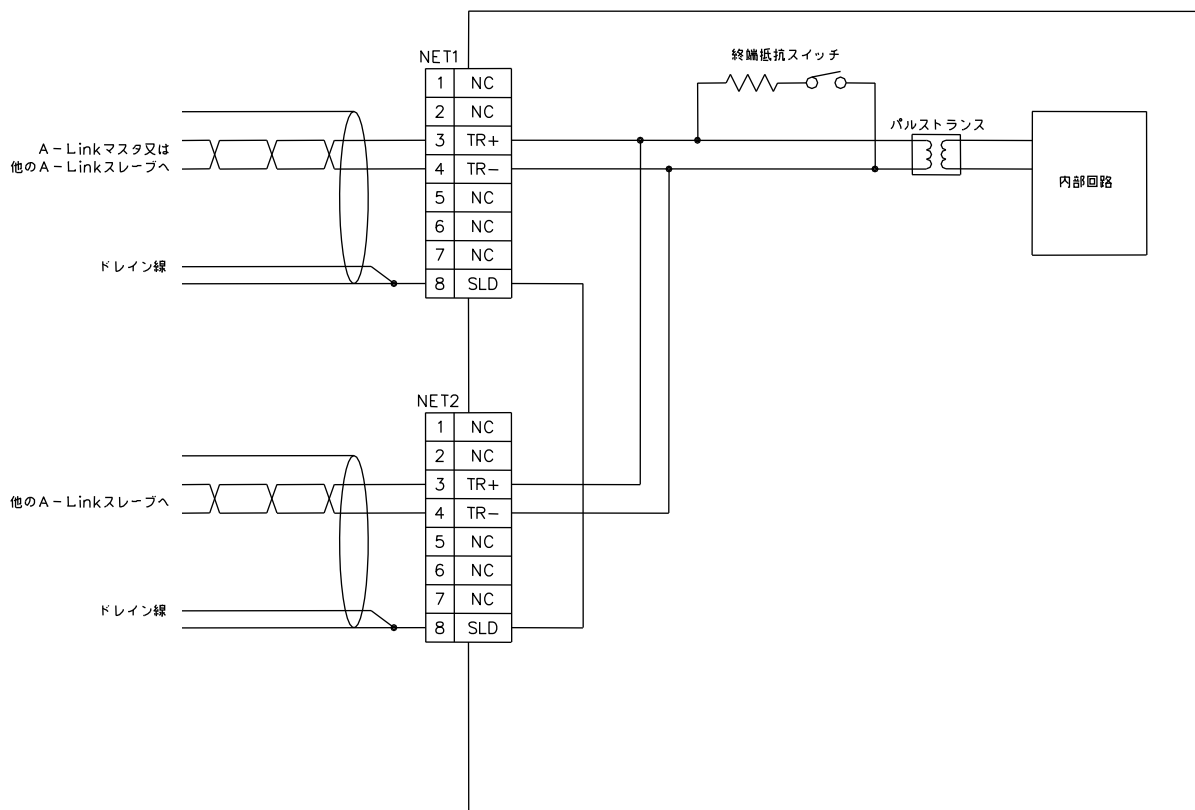 NET1
終端抵抗スイッチ
1 NC
2 NC
3 TR+
4 TR−
5 NC
6 NC
7 NC
8 SLD
A−Linkマスタ又は
他のA−Linkスレーブへ
ドレイン線
パルストランス
内部回路
NET2
1 NC
2 NC
3 TR+
4 TR−
5 NC
6 NC
7 NC
8 SLD
他のA−Linkスレーブへ
ドレイン線